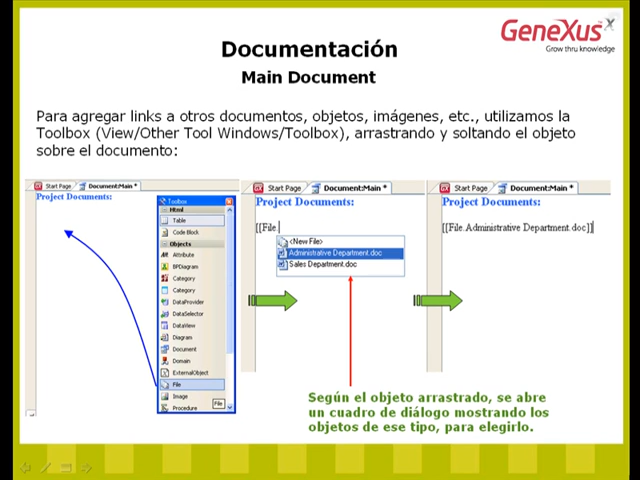 GeneXus X
Grow thru knowledge
Documentación
Main Document
Para agregar links a otros documentos, objetos, imágenes, etc., utilizamos la
Toolbox (View/Other Tool Windows/Toolbox), arrastrando y soltando el objeto
sobre el documento:
Start Page
Document:Main *
Project Documents:
Toolbox
Html
Table
Code Block
Objects
Attribute
BPDiagram
Category
Category
DataProvider
DataSelector
DataView
Diagram
Document
Domain
ExternalObject
File
Image
File
Procedure
Start Page
Document:Main *
Project Documents:
[[File.
<New File>
Administrative Department.doc
Sales Department.doc
Start Page
Document:Main *
Project Documents:
[[File.Administrative Department.doc]]
Según el objeto arrastrado, se abre
un cuadro de diálogo mostrando los
objetos de ese tipo, para elegirlo.